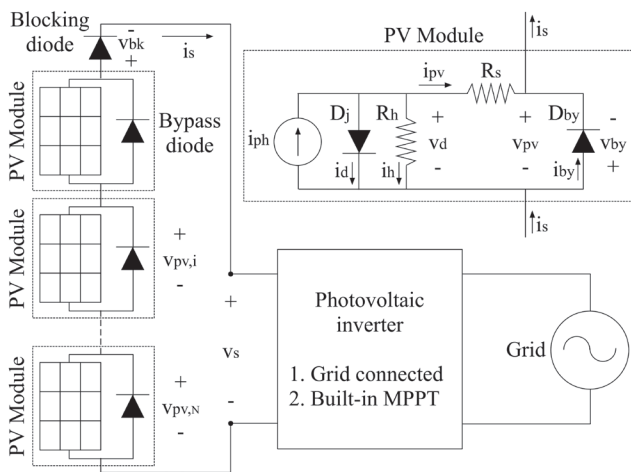 Blocking
diode
- vbk +
is
PV Module
Bypass
diode
PV Module
+ vpv,i -
PV Module
+ vpv,N -
+ vs -
PV Module
is
ipv
Rs
iph
Dj
id
Rh
ih
+ vd -
+ vpv -
Dby
iby
- vby +
is
Photovoltaic
inverter
1. Grid connected
2. Built-in MPPT
Grid